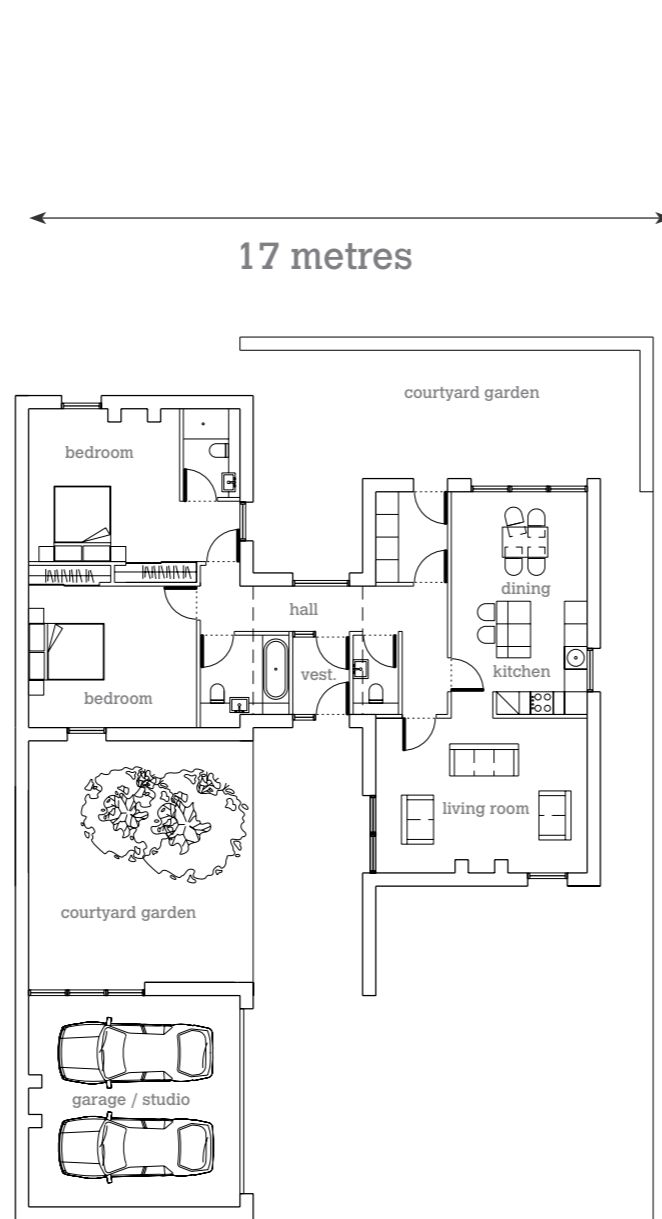 17 metres
courtyard garden
bedroom
dining
hall
kitchen
vest.
bedroom
living room
courtyard garden
garage / studio